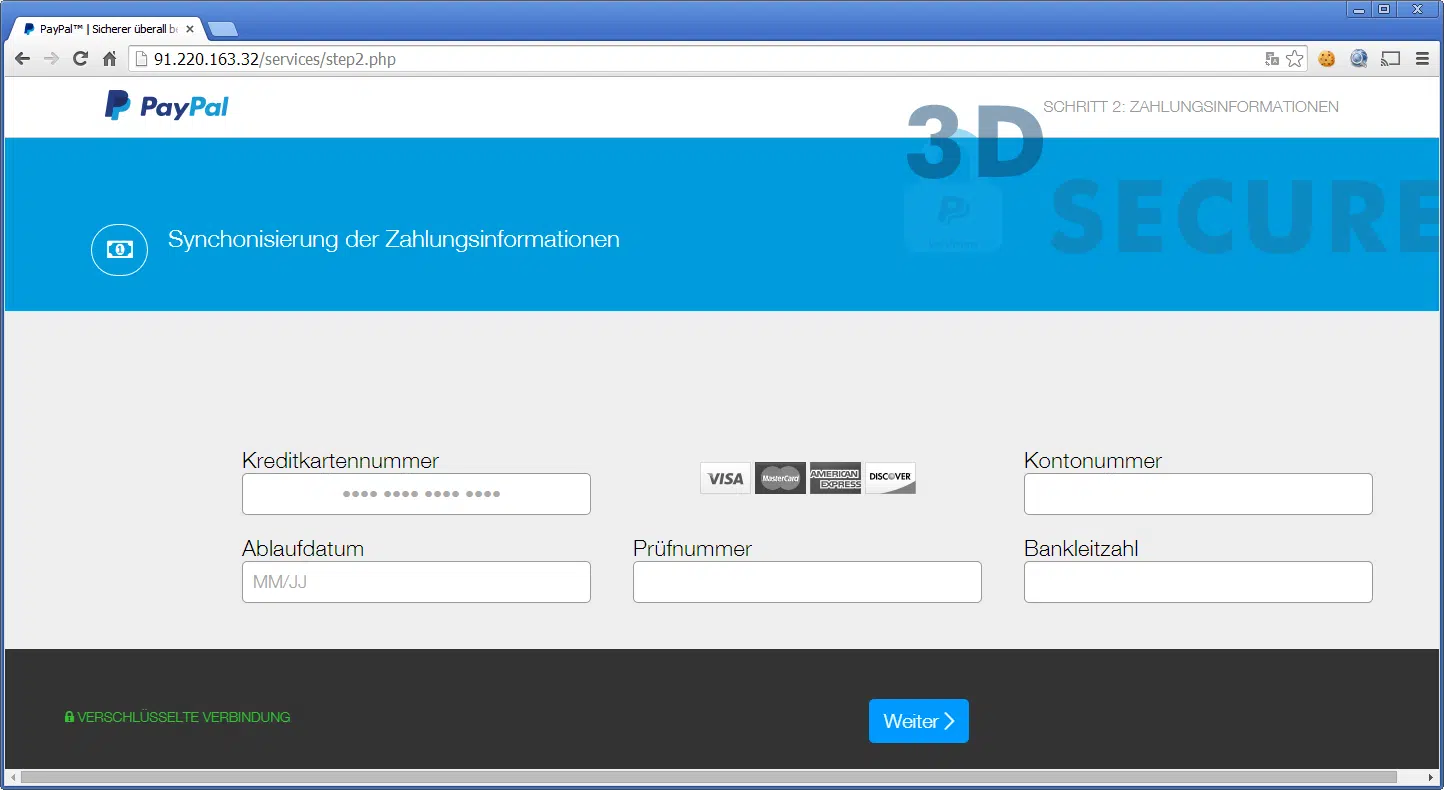 PayPal™ | Sicherer überall b
91.220.163.32/services/step2.php
PayPal
SCHRITT 2: ZAHLUNGSINFORMATIONEN
3D
SECURE
Synchonisierung der Zahlungsinformationen
Kreditkartennummer
VISA
MasterCard
AMERICAN
EXPRESS
DISCOVER
Kontonummer
Ablaufdatum
Prüfnummer
Bankleitzahl
MM/JJ
VERSCHLÜSSELTE VERBINDUNG
Weiter